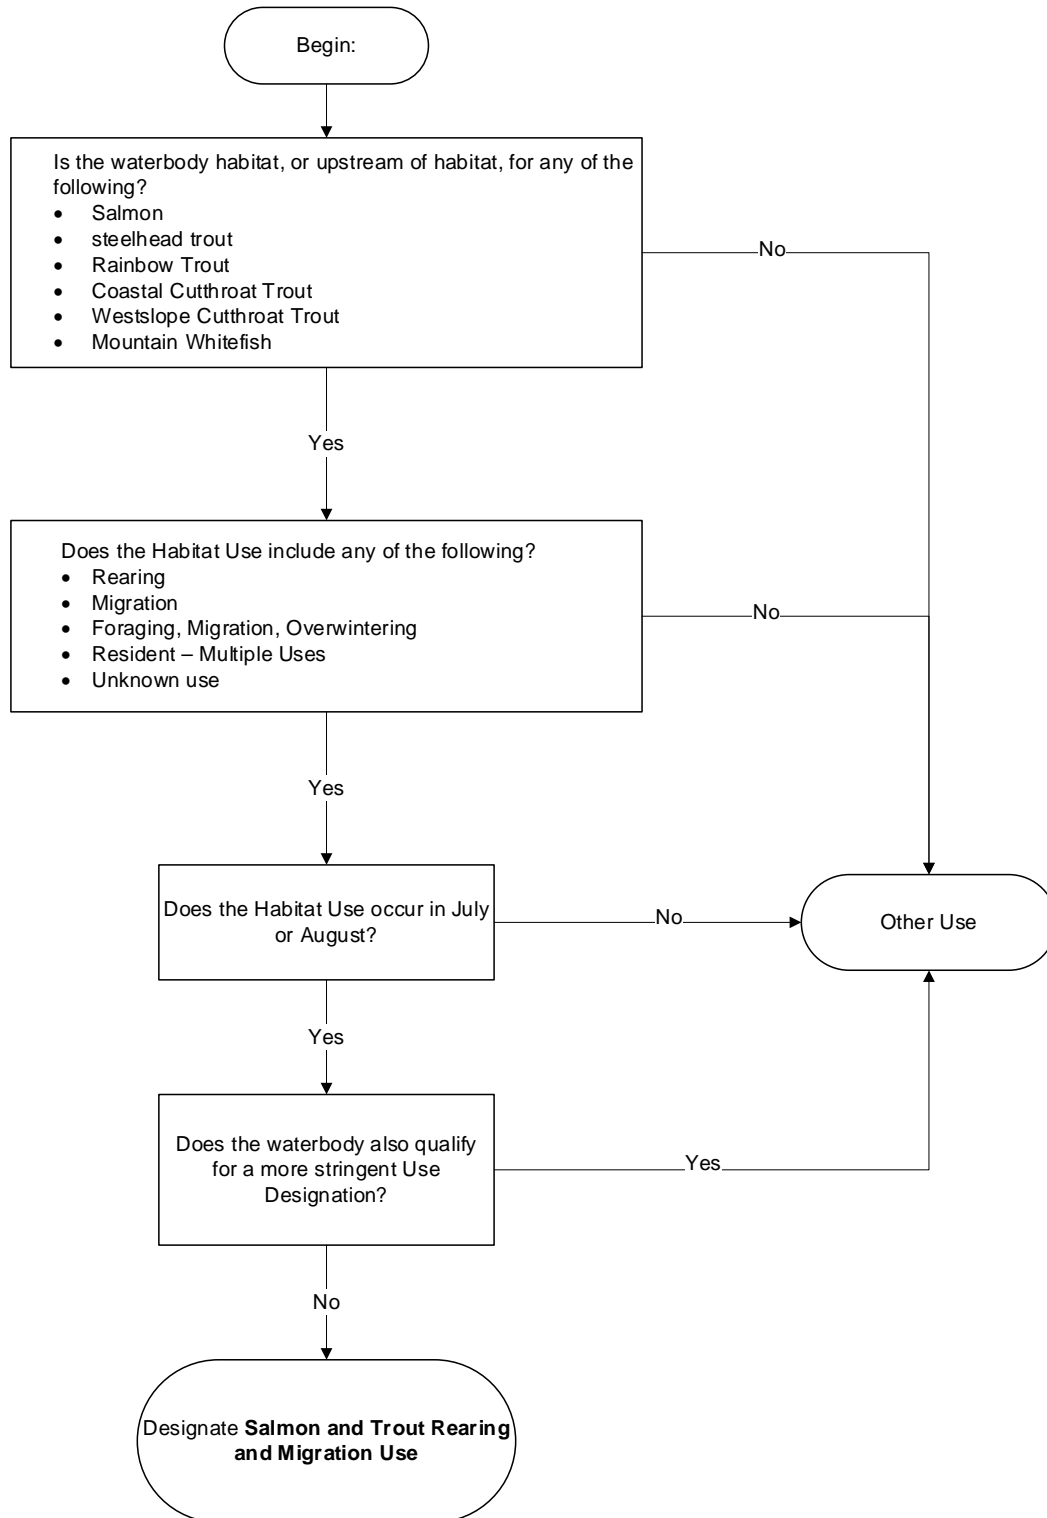 Begin:
Is the waterbody habitat, or upstream of habitat, for any of the
following?
• Salmon
• steelhead trout
• Rainbow Trout
• Coastal Cutthroat Trout
• Westslope Cutthroat Trout
• Mountain Whitefish
No
Yes
Does the Habitat Use include any of the following?
• Rearing
• Migration
• Foraging, Migration, Overwintering
• Resident – Multiple Uses
• Unknown use
No
Yes
Does the Habitat Use occur in July
or August?
No
Other Use
Yes
Does the waterbody also qualify
for a more stringent Use
Designation?
Yes
No
Designate Salmon and Trout Rearing
and Migration Use